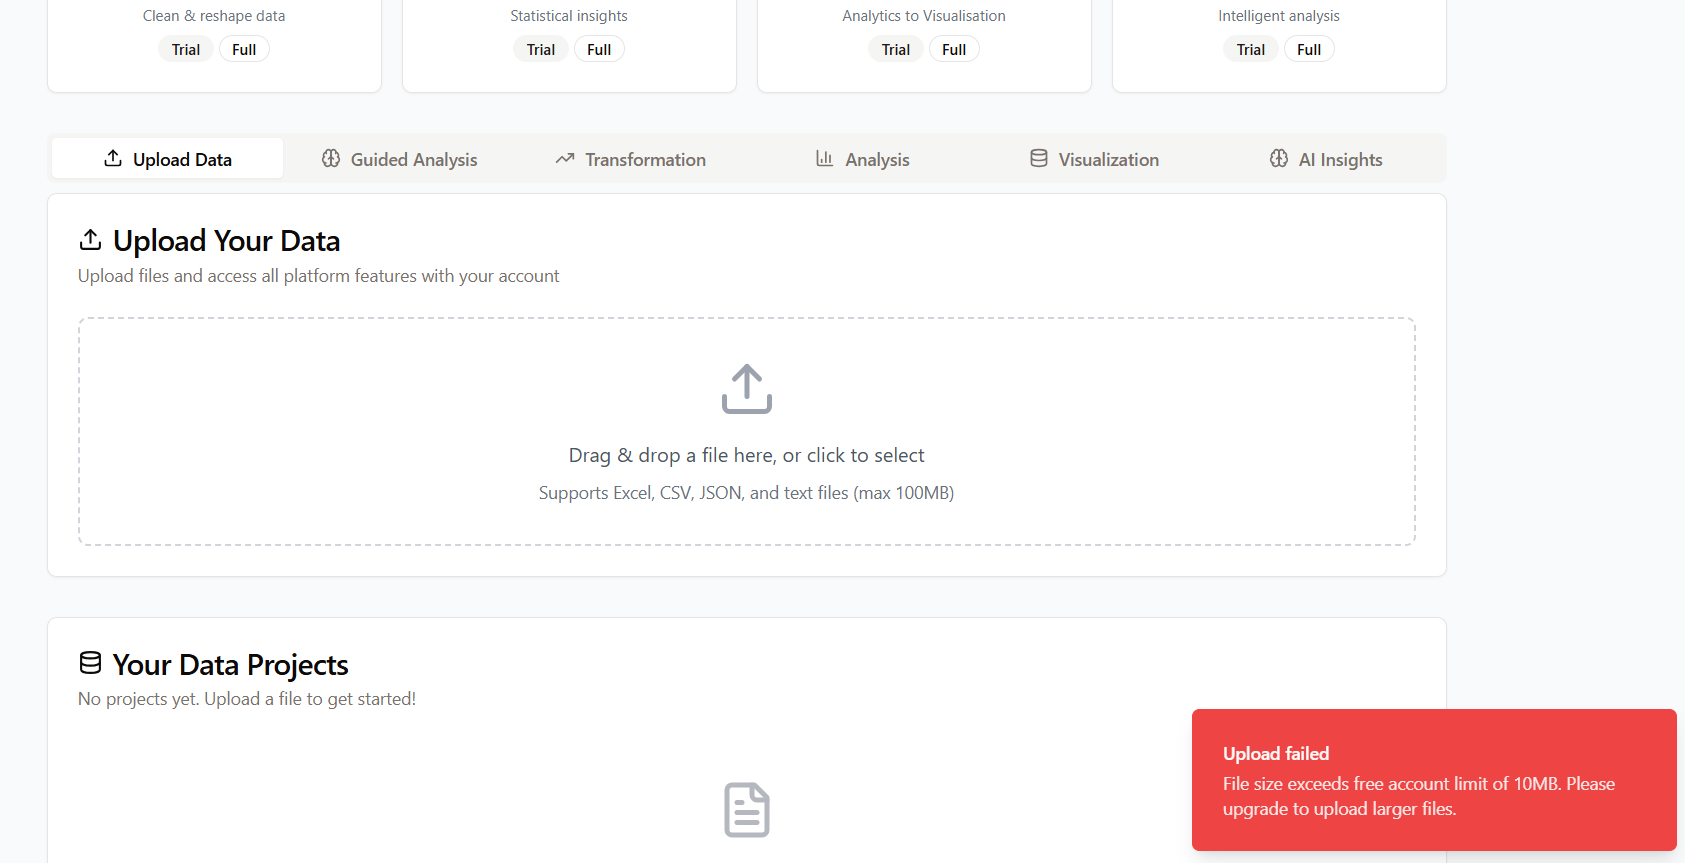 Clean & reshape data
Trial
Full
Statistical insights
Trial
Full
Analytics to Visualisation
Trial
Full
Intelligent analysis
Trial
Full
Upload Data
Guided Analysis
Transformation
Analysis
Visualization
AI Insights
Upload Your Data
Upload files and access all platform features with your account
Drag & drop a file here, or click to select
Supports Excel, CSV, JSON, and text files (max 100MB)
Your Data Projects
No projects yet. Upload a file to get started!
Upload failed
File size exceeds free account limit of 10MB. Please
upgrade to upload larger files.